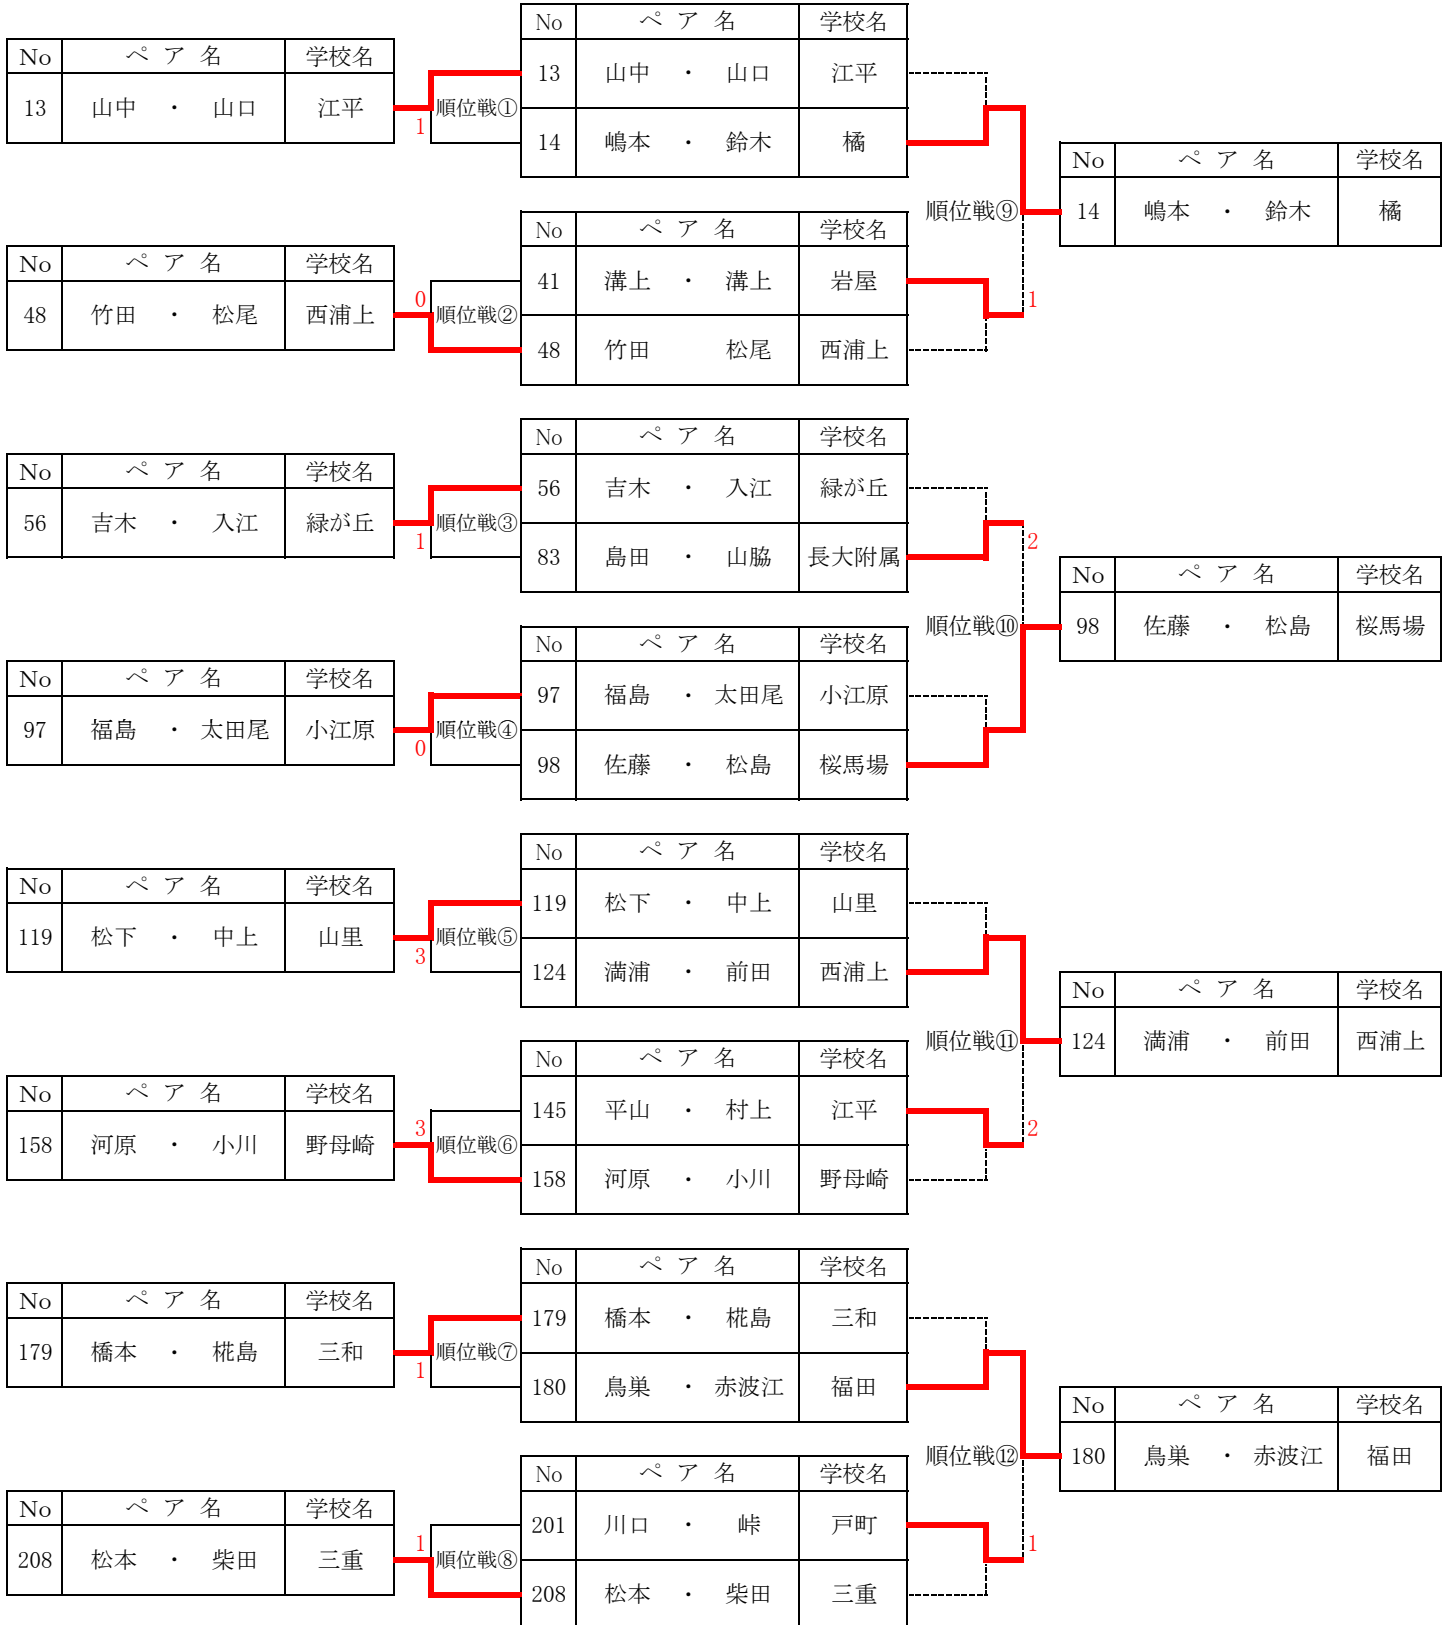 No ペア名 学校名
13 山中 ・ 山口 江平
1
順位戦①
No ペア名 学校名
13 山中 ・ 山口 江平
14 嶋本 ・ 鈴木 橘
順位戦⑨
No ペア名 学校名
14 嶋本 ・ 鈴木 橘
No ペア名 学校名
48 竹田 ・ 松尾 西浦上
0
順位戦②
No ペア名 学校名
41 溝上 ・ 溝上 岩屋
48 竹田 松尾 西浦上
1
No ペア名 学校名
56 吉木 ・ 入江 緑が丘
1
順位戦③
No ペア名 学校名
56 吉木 ・ 入江 緑が丘
83 島田 ・ 山脇 長大附属
2
順位戦⑩
No ペア名 学校名
98 佐藤 ・ 松島 桜馬場
No ペア名 学校名
97 福島 ・ 太田尾 小江原
0
順位戦④
No ペア名 学校名
97 福島 ・ 太田尾 小江原
98 佐藤 ・ 松島 桜馬場
No ペア名 学校名
119 松下 ・ 中上 山里
3
順位戦⑤
No ペア名 学校名
119 松下 ・ 中上 山里
124 満浦 ・ 前田 西浦上
順位戦⑪
No ペア名 学校名
124 満浦 ・ 前田 西浦上
No ペア名 学校名
158 河原 ・ 小川 野母崎
3
順位戦⑥
No ペア名 学校名
145 平山 ・ 村上 江平
158 河原 ・ 小川 野母崎
2
No ペア名 学校名
179 橋本 ・ 椛島 三和
1
順位戦⑦
No ペア名 学校名
179 橋本 ・ 椛島 三和
180 鳥巣 ・ 赤波江 福田
順位戦⑫
No ペア名 学校名
180 鳥巣 ・ 赤波江 福田
No ペア名 学校名
208 松本 ・ 柴田 三重
1
順位戦⑧
No ペア名 学校名
201 川口 ・ 峠 戸町
208 松本 ・ 柴田 三重
1